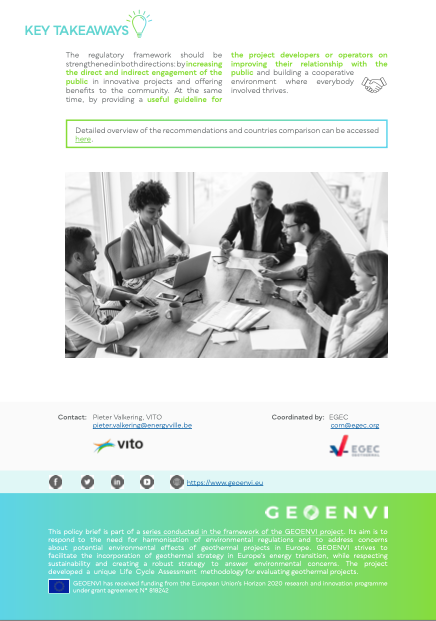 KEY TAKEAWAYS
The regulatory framework should be
strengthened in both directions: by increasing
the direct and indirect engagement of the
public in innovative projects and offering
benefits to the community. At the same
time, by providing a useful guideline for
the project developers or operators on
improving their relationship with the
public and building a cooperative
environment where everybody
involved thrives.
Detailed overview of the recommendations and countries comparison can be accessed
here.
Contact: Pieter Valkering, VITO
pieter.valkering@energyville.be
Coordinated by: EGEC
com@egec.org
vito
EGEC
https://www.geoenvi.eu
GEOENVI
This policy brief is part of a series conducted in the framework of the GEOENVI project. Its aim is to
respond to the need for harmonisation of environmental regulations and to address concerns
about potential environmental effects of geothermal projects in Europe. GEOENVI strives to
facilitate the incorporation of geothermal strategy in Europe's energy transition, while respecting
sustainability and creating a robust strategy to answer environmental concerns. The project
developed a unique Life Cycle Assessment methodology for evaluating geothermal projects.
GEOENVI has received funding from the European Union's Horizon 2020 research and innovation programme
under grant agreement N° 818242